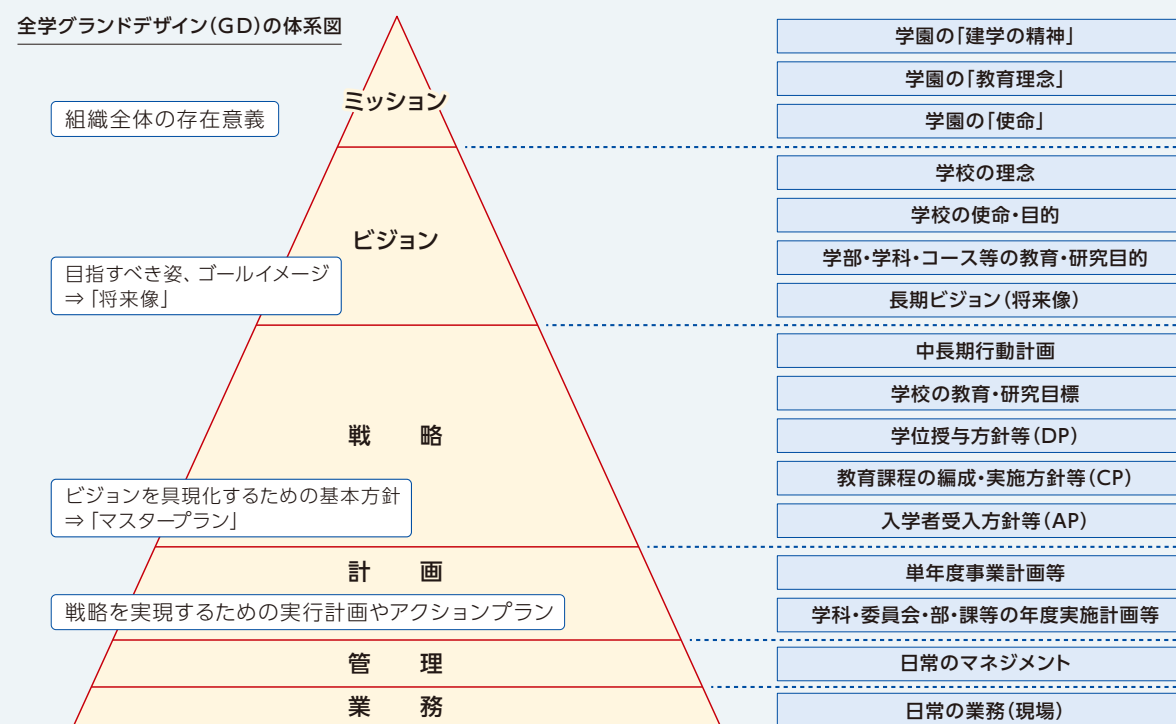 全学グランドデザイン(GD)の体系図
ミッション
組織全体の存在意義
学園の「建学の精神」
学園の「教育理念」
学園の「使命」
ビジョン
目指すべき姿、ゴールイメージ
⇒「将来像」
学校の理念
学校の使命・目的
学部・学科・コース等の教育・研究目的
長期ビジョン(将来像)
戦　略
ビジョンを具現化するための基本方針
⇒「マスタープラン」
中長期行動計画
学校の教育・研究目標
学位授与方針等(DP)
教育課程の編成・実施方針等(CP)
入学者受入方針等(AP)
計　画
戦略を実現するための実行計画やアクションプラン
単年度事業計画等
学科・委員会・部・課等の年度実施計画等
管　理
日常のマネジメント
業　務
日常の業務(現場)